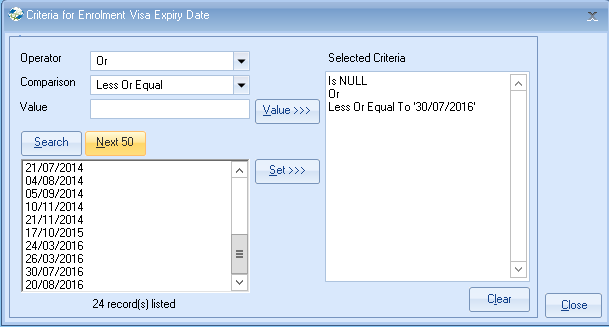 Criteria for Enrolment Visa Expiry Date
Operator
Or
Comparison
Less Or Equal
Value
Value >>>
Search
Next 50
21/07/2014
04/08/2014
05/09/2014
10/11/2014
21/11/2014
17/10/2015
24/03/2016
26/03/2016
30/07/2016
20/08/2016
24 record(s) listed
Set >>>
Selected Criteria
Is NULL
Or
Less Or Equal To '30/07/2016'
Clear
Close